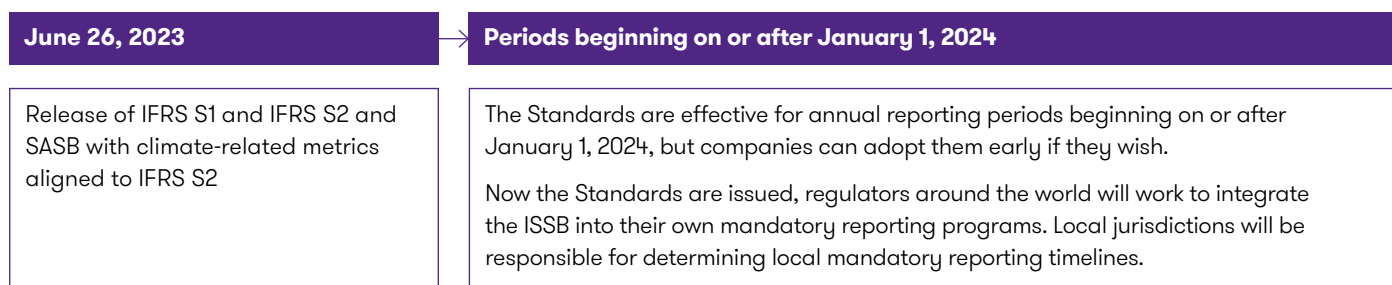 June 26, 2023
Periods beginning on or after January 1, 2024
Release of IFRS S1 and IFRS S2 and
SASB with climate-related metrics
aligned to IFRS S2
The Standards are effective for annual reporting periods beginning on or after
January 1, 2024, but companies can adopt them early if they wish.
Now the Standards are issued, regulators around the world will work to integrate
the ISSB into their own mandatory reporting programs. Local jurisdictions will be
responsible for determining local mandatory reporting timelines.